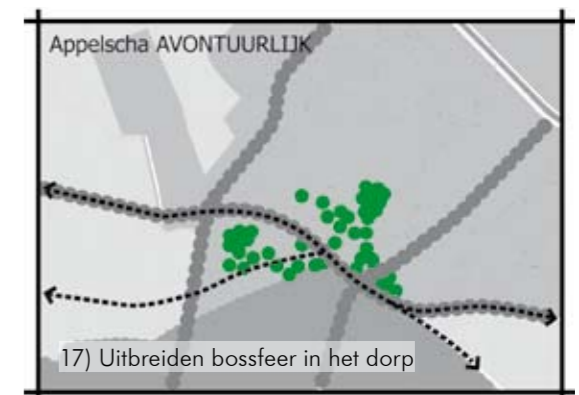 Appelscha AVONTUURLIJK
17) Uitbreiden bossfeer in het dorp